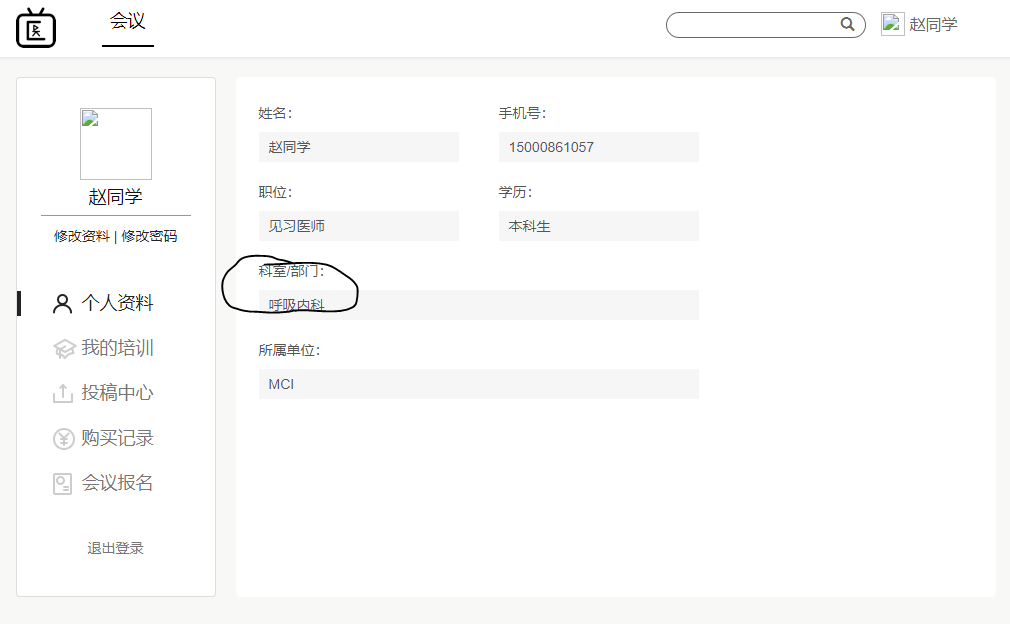 会议
赵同学
赵同学
修改资料 | 修改密码
个人资料
我的培训
投稿中心
购买记录
会议报名
退出登录
姓名：
手机号：
赵同学
15000861057
职位：
学历：
见习医师
本科生
科室/部门：
呼吸内科
所属单位：
MCI